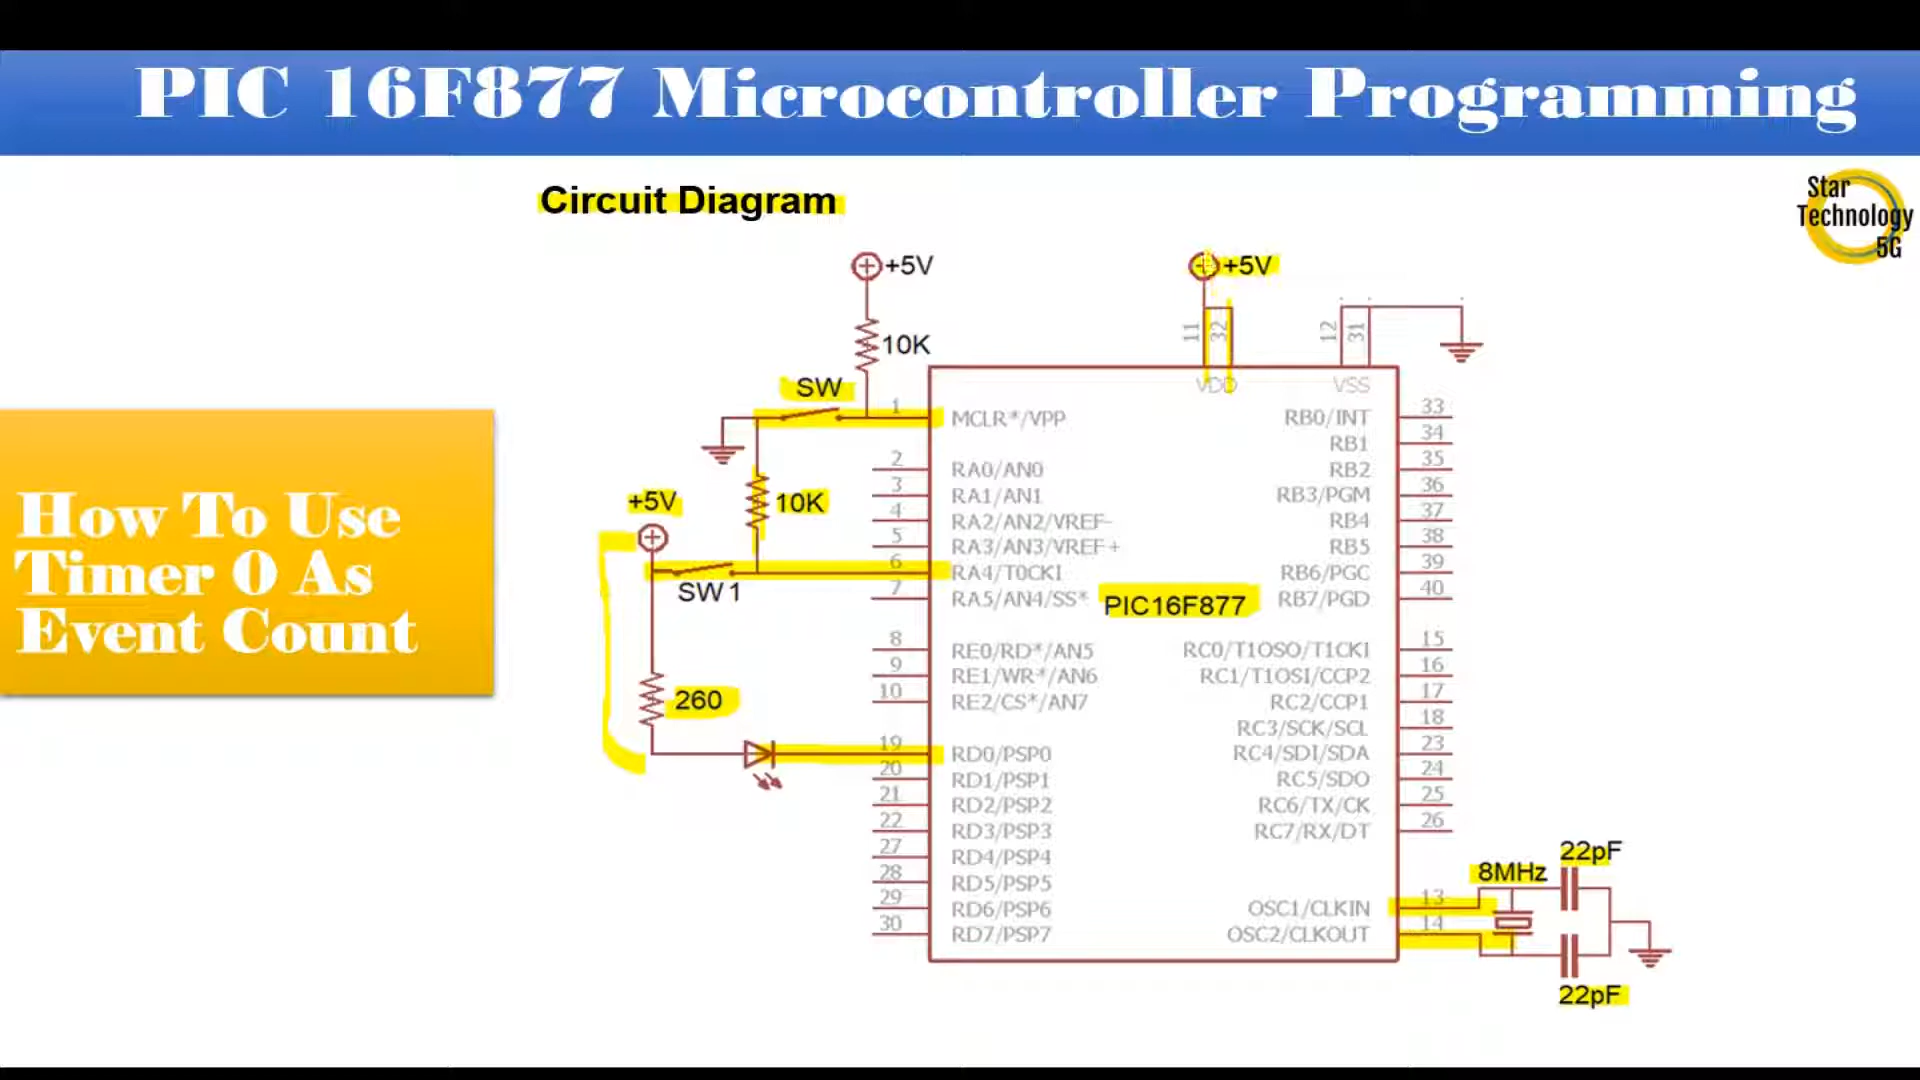 PIC 16F877 Microcontroller Programming
Star
Technology
5G
Circuit Diagram
+5V
+5V
10K
11
32
12
31
VDD
VSS
SW
1
MCLR*/VPP
RB0/INT
33
RB1
34
2
RA0/AN0
RB2
35
3
RA1/AN1
RB3/PGM
36
4
RA2/AN2/VREF-
RB4
37
5
RA3/AN3/VREF+
RB5
38
+5V
10K
6
RA4/T0CKI
RB6/PGC
39
SW1
7
RA5/AN4/SS*
PIC16F877
RB7/PGD
40
How To Use
Timer 0 As
Event Count
8
RE0/RD*/AN5
RC0/T1OSO/T1CKI
15
9
RE1/WR*/AN6
RC1/T1OSI/CCP2
16
10
RE2/CS*/AN7
RC2/CCP1
17
260
RC3/SCK/SCL
18
19
RD0/PSP0
RC4/SDI/SDA
23
20
RD1/PSP1
RC5/SDO
24
21
RD2/PSP2
RC6/TX/CK
25
22
RD3/PSP3
RC7/RX/DT
26
27
RD4/PSP4
28
RD5/PSP5
29
RD6/PSP6
OSC1/CLKIN
13
30
RD7/PSP7
OSC2/CLKOUT
14
8MHz
22pF
22pF